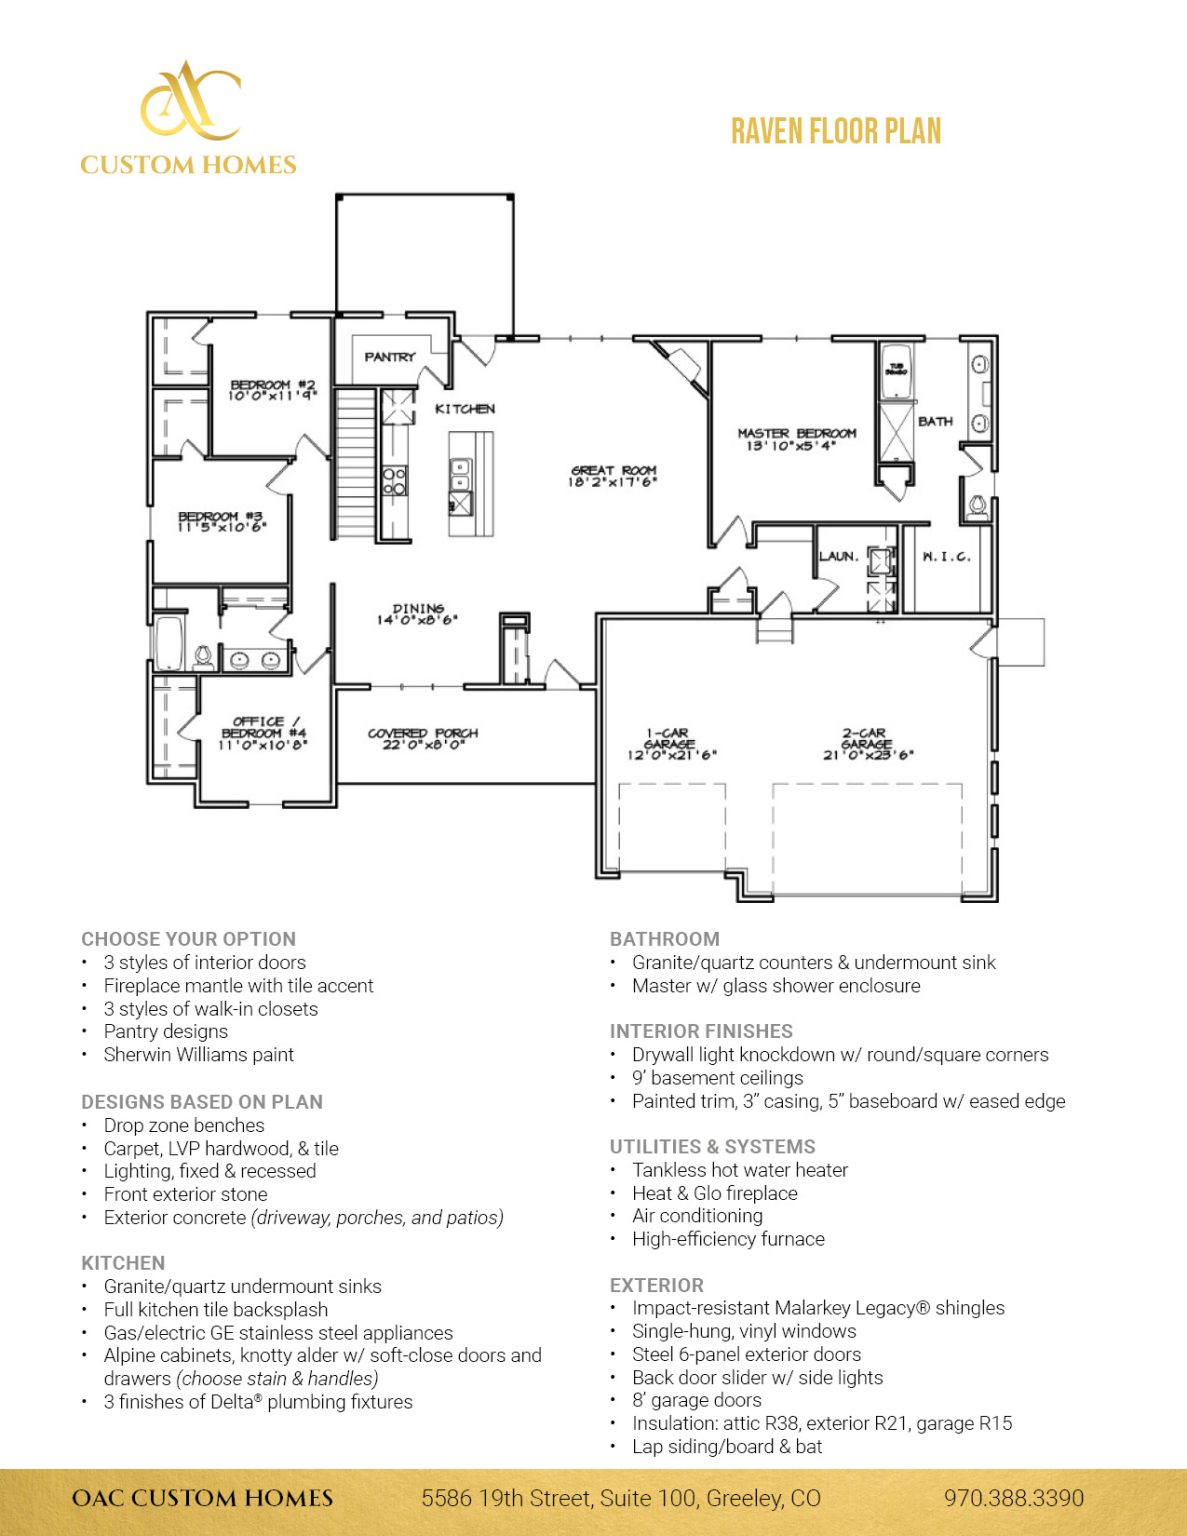 AC
CUSTOM HOMES
RAVEN FLOOR PLAN
PANTRY
BEDROOM #2
10'0"x11'9"
KITCHEN
TUB
BATH
MASTER BEDROOM
13'10"x5'4"
GREAT ROOM
18'2"x17'6"
BEDROOM #3
11'5"x10'6"
LAUN.
W.I.C.
DINING
14'0"x8'6"
OFFICE /
BEDROOM #4
11'0"x10'8"
COVERED PORCH
22'0"x8'0"
1-CAR
GARAGE
12'0"x21'6"
2-CAR
GARAGE
21'0"x23'6"
CHOOSE YOUR OPTION
• 3 styles of interior doors
• Fireplace mantle with tile accent
• 3 styles of walk-in closets
• Pantry designs
• Sherwin Williams paint
DESIGNS BASED ON PLAN
• Drop zone benches
• Carpet, LVP hardwood, & tile
• Lighting, fixed & recessed
• Front exterior stone
• Exterior concrete (driveway, porches, and patios)
KITCHEN
• Granite/quartz undermount sinks
• Full kitchen tile backsplash
• Gas/electric GE stainless steel appliances
• Alpine cabinets, knotty alder w/ soft-close doors and
drawers (choose stain & handles)
• 3 finishes of Delta® plumbing fixtures
BATHROOM
• Granite/quartz counters & undermount sink
• Master w/ glass shower enclosure
INTERIOR FINISHES
• Drywall light knockdown w/ round/square corners
• 9’ basement ceilings
• Painted trim, 3” casing, 5” baseboard w/ eased edge
UTILITIES & SYSTEMS
• Tankless hot water heater
• Heat & Glo fireplace
• Air conditioning
• High-efficiency furnace
EXTERIOR
• Impact-resistant Malarkey Legacy® shingles
• Single-hung, vinyl windows
• Steel 6-panel exterior doors
• Back door slider w/ side lights
• 8’ garage doors
• Insulation: attic R38, exterior R21, garage R15
• Lap siding/board & bat
OAC CUSTOM HOMES
5586 19th Street, Suite 100, Greeley, CO
970.388.3390